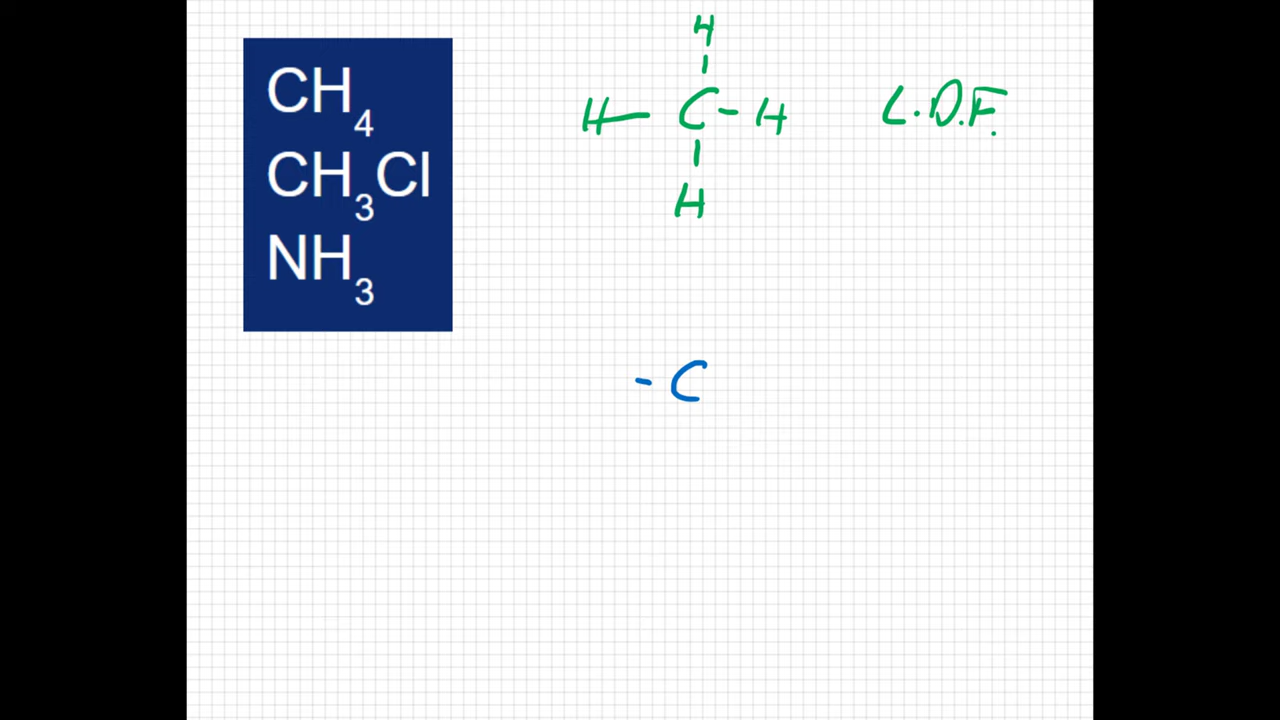 CH₄
CH₃Cl
NH₃
H
H — C - H
H
L.D.F.
- C